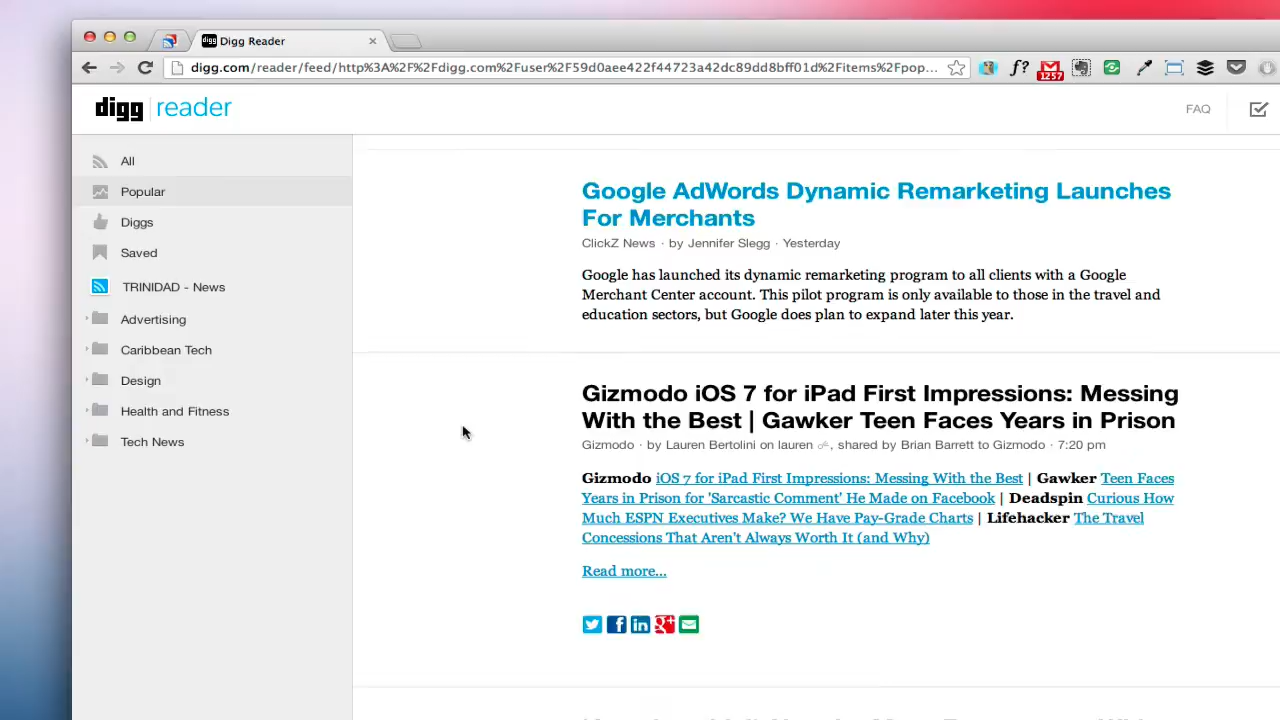 digg Digg Reader
digg.com/reader/feed/http%3A%2F%2Fdigg.com%2Fuser%2F59d0aee422f44723a42dc89dd8bff01d%2Fitems%2Fpop...
f?
1257
digg reader
FAQ
All
Popular
Diggs
Saved
TRINIDAD - News
Advertising
Caribbean Tech
Design
Health and Fitness
Tech News
Google AdWords Dynamic Remarketing Launches
For Merchants
ClickZ News · by Jennifer Slegg · Yesterday
Google has launched its dynamic remarketing program to all clients with a Google
Merchant Center account. This pilot program is only available to those in the travel and
education sectors, but Google does plan to expand later this year.
Gizmodo iOS 7 for iPad First Impressions: Messing
With the Best | Gawker Teen Faces Years in Prison
Gizmodo · by Lauren Bertolini on lauren, shared by Brian Barrett to Gizmodo · 7:20 pm
Gizmodo iOS 7 for iPad First Impressions: Messing With the Best | Gawker Teen Faces
Years in Prison for 'Sarcastic Comment' He Made on Facebook | Deadspin Curious How
Much ESPN Executives Make? We Have Pay-Grade Charts | Lifehacker The Travel
Concessions That Aren't Always Worth It (and Why)
Read more...